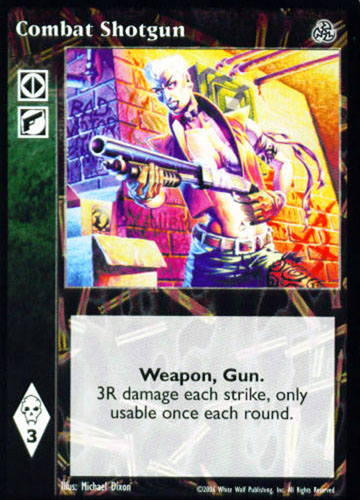 Combat Shotgun
Weapon, Gun.
3R damage each strike, only
usable once each round.
3
Illus: Michael Dixon
©2006 White Wolf Publishing, Inc. All Rights Reserved